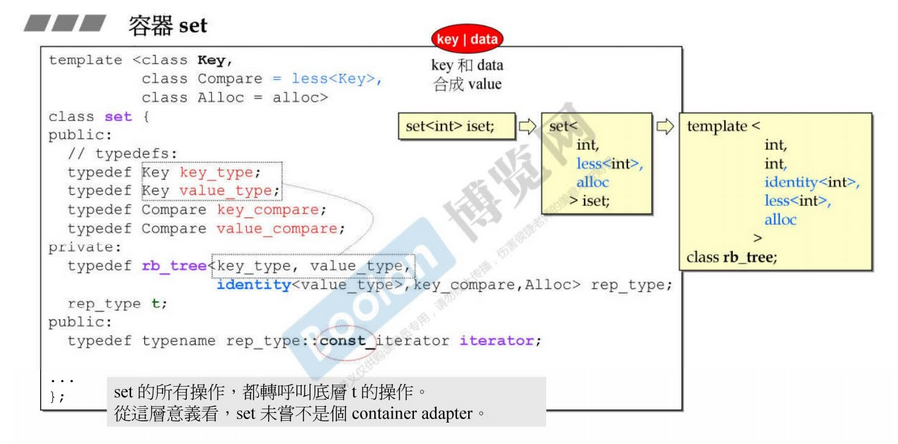 容器 set
key | data
key 和 data
合成 value
template <class Key,
class Compare = less<Key>,
class Alloc = alloc>
class set {
public:
// typedefs:
typedef Key key_type;
typedef Key value_type;
typedef Compare key_compare;
typedef Compare value_compare;
private:
typedef rb_tree<key_type, value_type,
identity<value_type>,key_compare,Alloc> rep_type;
rep_type t;
public:
typedef typename rep_type::const_iterator iterator;
...
};
set<int> iset;
set<
int,
less<int>,
alloc
> iset;
template <
int,
int,
identity<int>,
less<int>,
alloc
>
class rb_tree;
set 的所有操作，都轉呼叫底層 t 的操作。
從這層意義看，set 未嘗不是個 container adapter。
Boolan 博览网